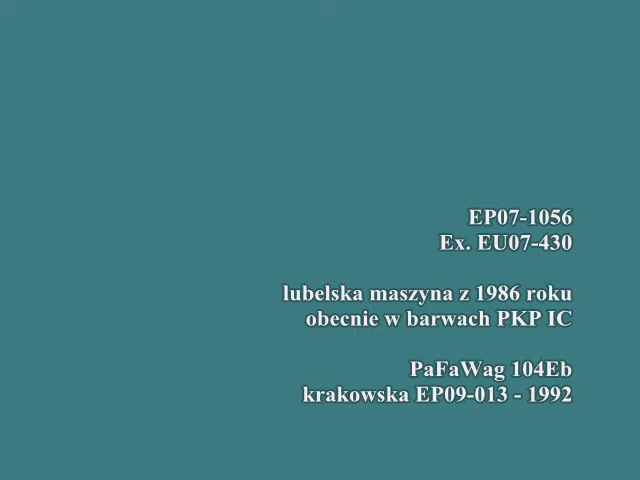 EP07-1056
Ex. EU07-430
lubelska maszyna z 1986 roku
obecnie w barwach PKP IC
PaFaWag 104Eb
krakowska EP09-013 - 1992